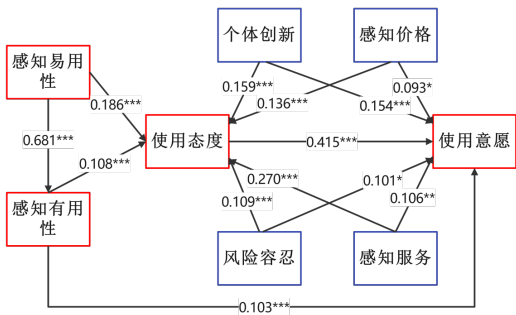 个体创新
感知价格
感知易用
性
0.159***
0.093*
0.186***
0.136***
0.154***
0.681***
使用态度
0.415***
使用意愿
0.108***
0.270***
0.101*
感知有用
性
0.109***
0.106**
风险容忍
感知服务
0.103***